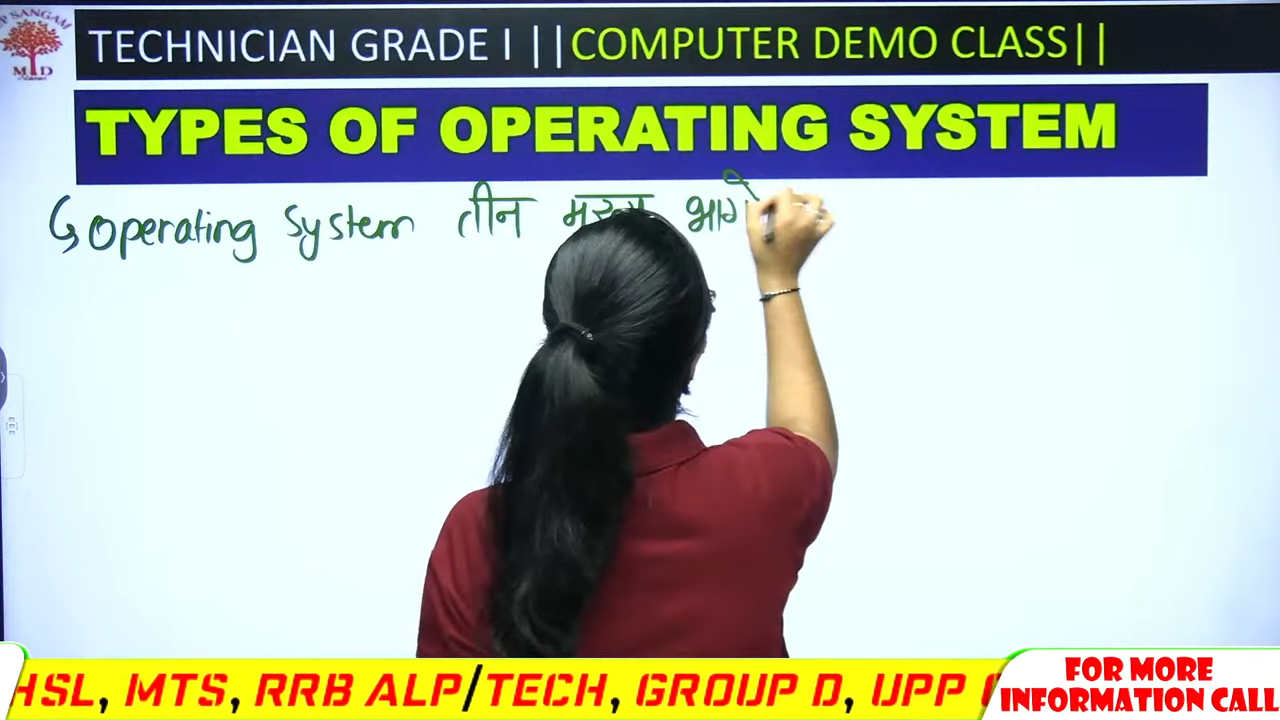 P SANGAM
M D
TECHNICIAN GRADE I ||COMPUTER DEMO CLASS||
TYPES OF OPERATING SYSTEM
Operating System तीन भागो
HSL, MTS, RRB ALP/TECH, GROUP D, UPP
FOR MORE
INFORMATION CALL